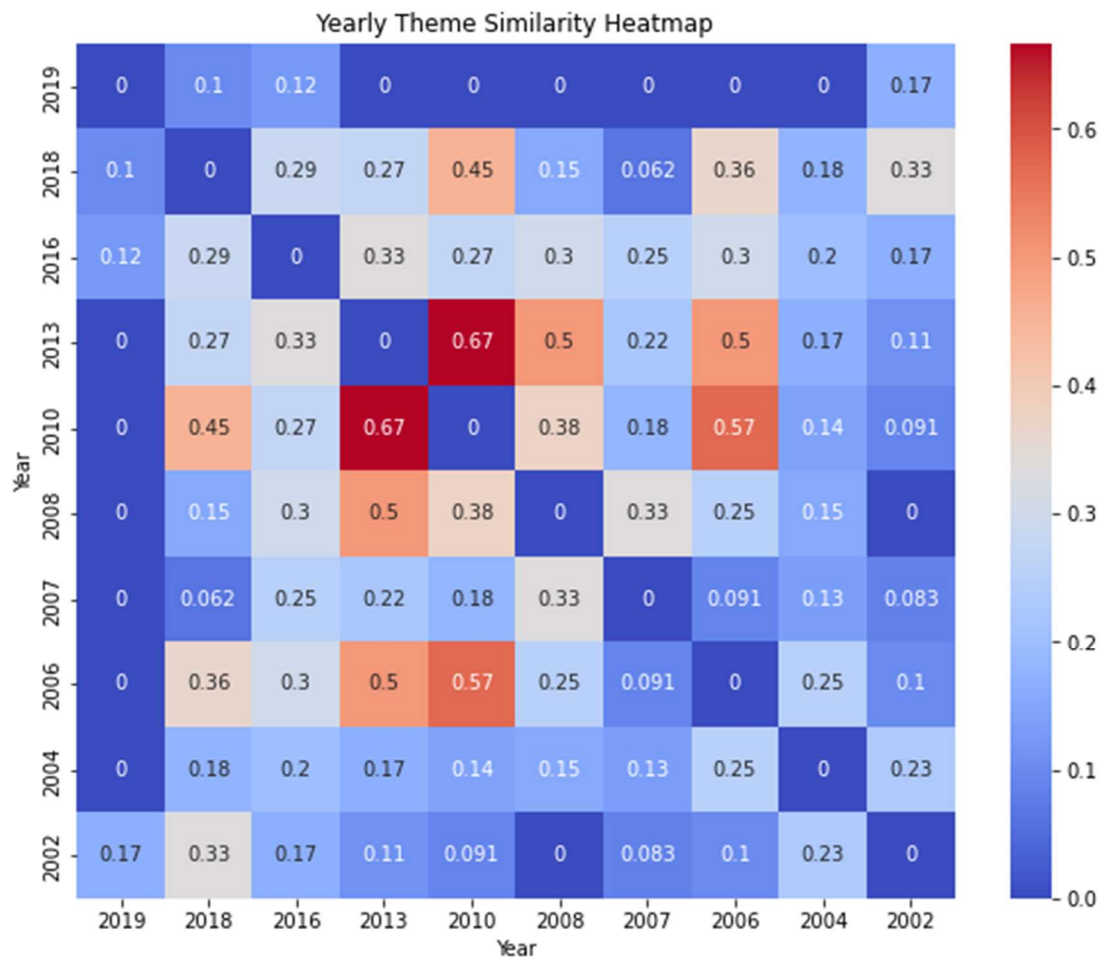 Yearly Theme Similarity Heatmap
2019 0 0.1 0.12 0 0 0 0 0 0 0.17
2018 0.1 0 0.29 0.27 0.45 0.15 0.062 0.36 0.18 0.33
2016 0.12 0.29 0 0.33 0.27 0.3 0.25 0.3 0.2 0.17
2013 0 0.27 0.33 0 0.67 0.5 0.22 0.5 0.17 0.11
2010 0 0.45 0.27 0.67 0 0.38 0.18 0.57 0.14 0.091
2008 0 0.15 0.3 0.5 0.38 0 0.33 0.25 0.15 0
2007 0 0.062 0.25 0.22 0.18 0.33 0 0.091 0.13 0.083
2006 0 0.36 0.3 0.5 0.57 0.25 0.091 0 0.25 0.1
2004 0 0.18 0.2 0.17 0.14 0.15 0.13 0.25 0 0.23
2002 0.17 0.33 0.17 0.11 0.091 0 0.083 0.1 0.23 0
2019 2018 2016 2013 2010 2008 2007 2006 2004 2002
Year
Year
0.6
0.5
0.4
0.3
0.2
0.1
0.0